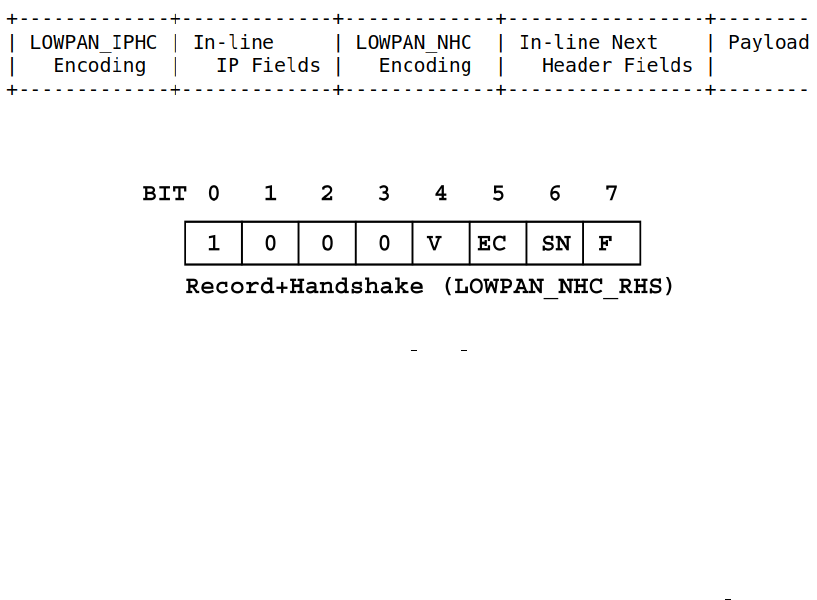 +-------------+-------------+-------------+-----------------+--------
| LOWPAN_IPHC | In-line     | LOWPAN_NHC  | In-line Next    | Payload
|   Encoding  |   IP Fields |   Encoding  |   Header Fields |
+-------------+-------------+-------------+-----------------+--------
BIT 0 1 2 3 4 5 6 7
1 0 0 0 V EC SN F
Record+Handshake (LOWPAN_NHC_RHS)